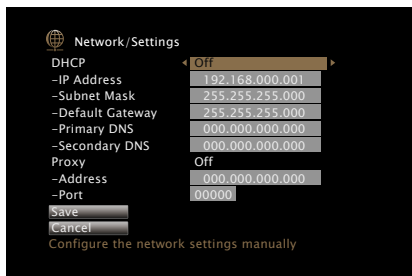 Network/Settings
DHCP Off
-IP Address 192.168.000.001
-Subnet Mask 255.255.255.000
-Default Gateway 255.255.255.000
-Primary DNS 000.000.000.000
-Secondary DNS 000.000.000.000
Proxy Off
-Address 000.000.000.000
-Port 00000
Save
Cancel
Configure the network settings manually